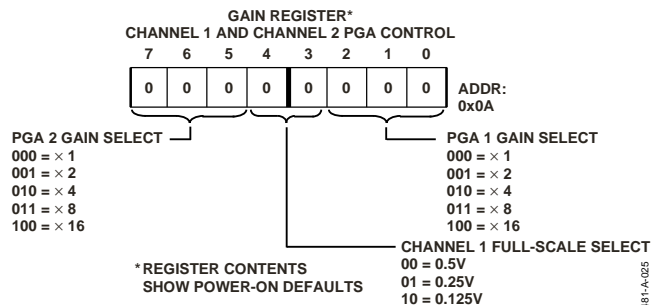 GAIN REGISTER*
CHANNEL 1 AND CHANNEL 2 PGA CONTROL
7 6 5 4 3 2 1 0
0 0 0 0 0 0 0 0
ADDR:
0x0A
PGA 2 GAIN SELECT
000 = × 1
001 = × 2
010 = × 4
011 = × 8
100 = × 16
PGA 1 GAIN SELECT
000 = × 1
001 = × 2
010 = × 4
011 = × 8
100 = × 16
CHANNEL 1 FULL-SCALE SELECT
00 = 0.5V
01 = 0.25V
10 = 0.125V
*REGISTER CONTENTS
SHOW POWER-ON DEFAULTS